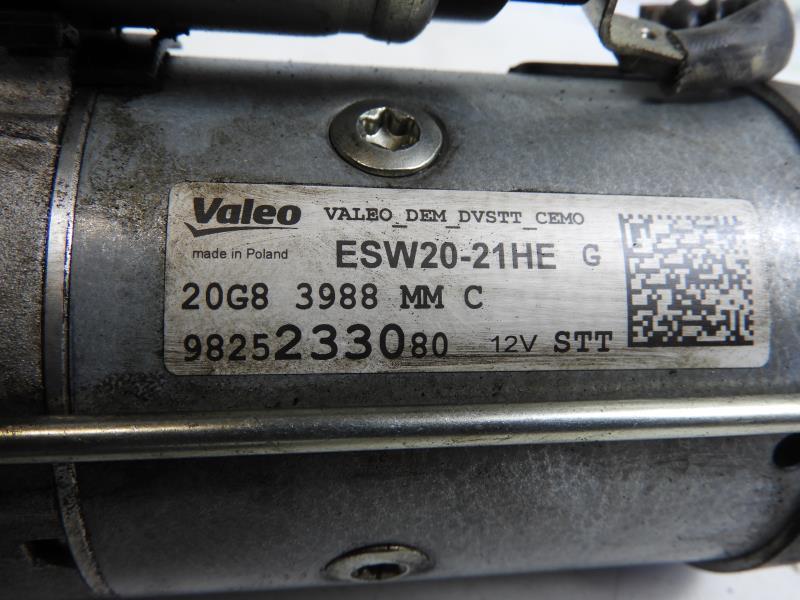 Valeo VALEO_DEM_DVSTT_CEMO
made in Poland ESW20-21HE G
20G8 3988 MM C
9825233080 12V STT